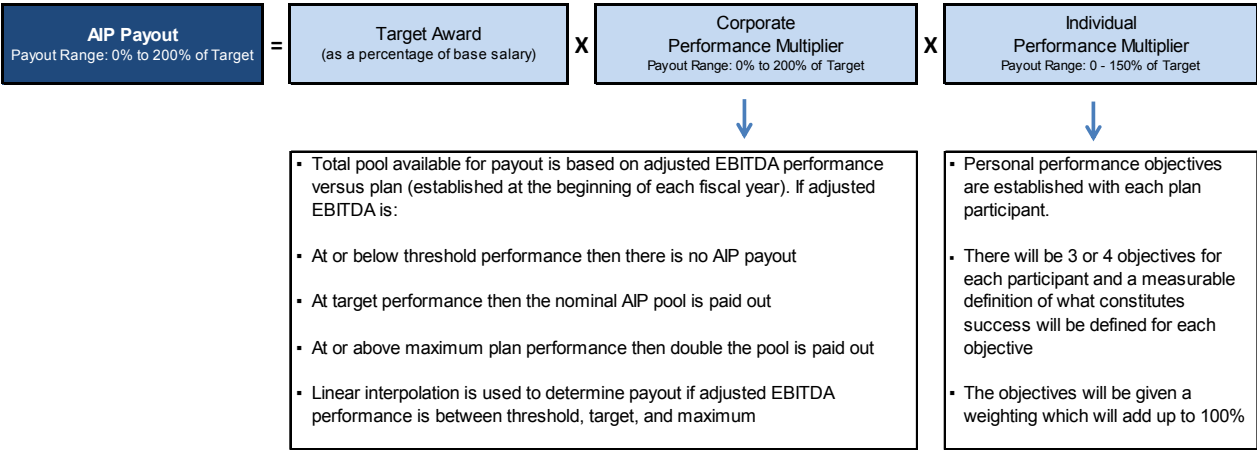 AIP Payout
Payout Range: 0% to 200% of Target
=
Target Award
(as a percentage of base salary)
X
Corporate
Performance Multiplier
Payout Range: 0% to 200% of Target
X
Individual
Performance Multiplier
Payout Range: 0 - 150% of Target
▪ Total pool available for payout is based on adjusted EBITDA performance
versus plan (established at the beginning of each fiscal year). If adjusted
EBITDA is:
▪ At or below threshold performance then there is no AIP payout
▪ At target performance then the nominal AIP pool is paid out
▪ At or above maximum plan performance then double the pool is paid out
▪ Linear interpolation is used to determine payout if adjusted EBITDA
performance is between threshold, target, and maximum
▪ Personal performance objectives
are established with each plan
participant.
▪ There will be 3 or 4 objectives for
each participant and a measurable
definition of what constitutes
success will be defined for each
objective
▪ The objectives will be given a
weighting which will add up to 100%